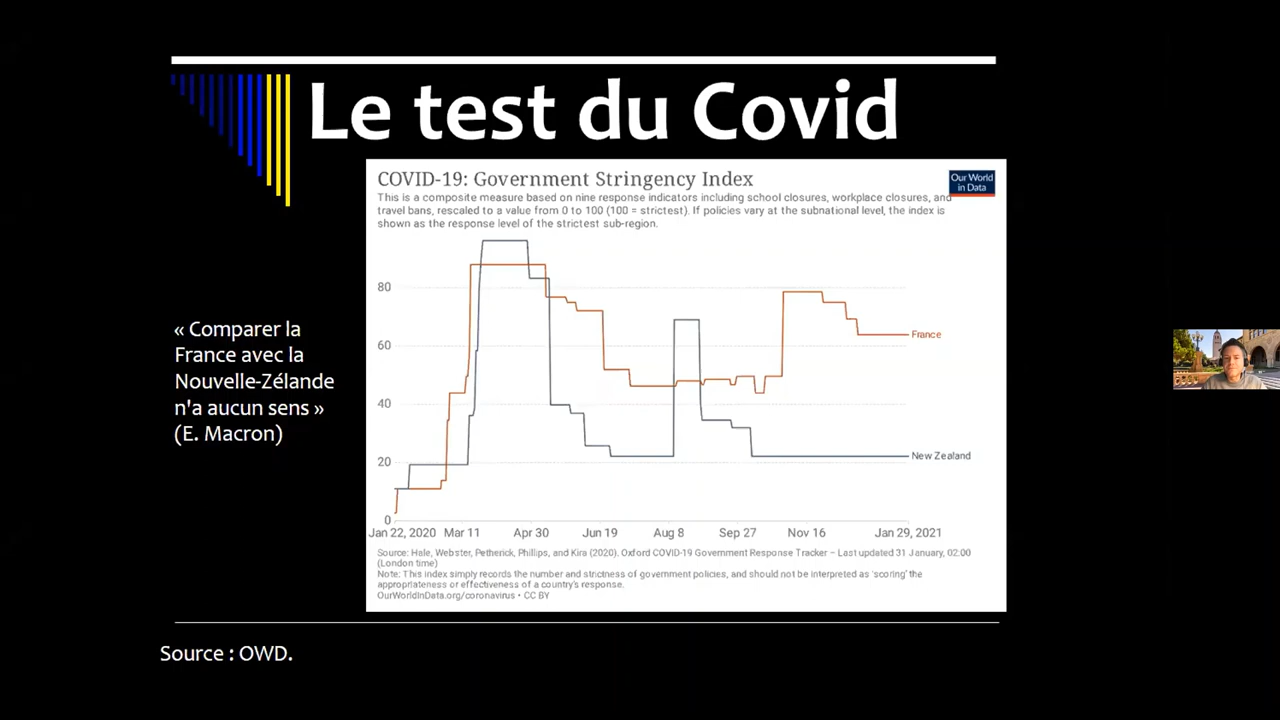 Le test du Covid
COVID-19: Government Stringency Index
Our World
in Data
This is a composite measure based on nine response indicators including school closures, workplace closures, and
travel bans, rescaled to a value from 0 to 100 (100 = strictest). If policies vary at the subnational level, the index is
shown as the response level of the strictest sub-region.
80
60
40
20
0
France
New Zealand
Jan 22, 2020 Mar 11 Apr 30 Jun 19 Aug 8 Sep 27 Nov 16 Jan 29, 2021
Source: Hale, Webster, Petherick, Phillips, and Kira (2020). Oxford COVID-19 Government Response Tracker – Last updated 31 January, 02:00
(London time)
Note: This index simply records the number and strictness of government policies, and should not be interpreted as 'scoring' the
appropriateness or effectiveness of a country's response.
OurWorldInData.org/coronavirus • CC BY
« Comparer la
France avec la
Nouvelle-Zélande
n'a aucun sens »
(E. Macron)
Source : OWD.